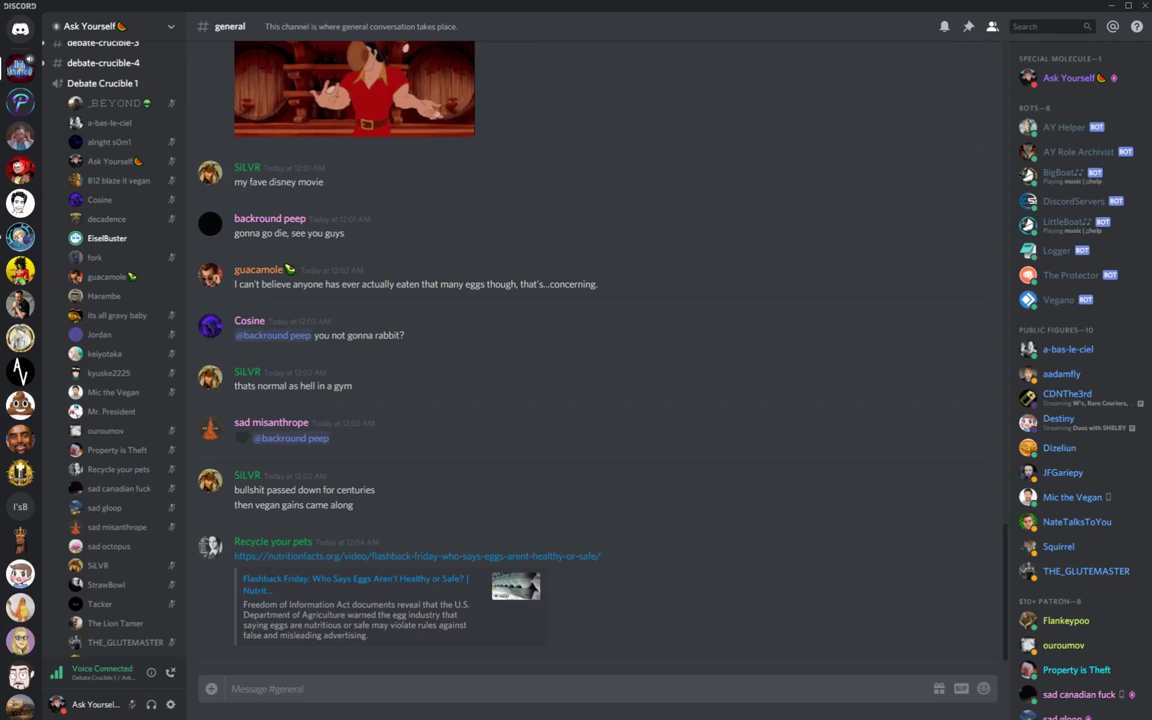 DISCORD
Ask Yourself
debate-crucible-3
debate-crucible-4
Debate Crucible 1
_BEYOND
a-bas-le-ciel
alright s0m1
Ask Yourself
B12 blaze it vegan
Cosine
decadence
EiselBuster
fork
guacamole
Harambe
its all gravy baby
Jordan
keiyotaka
kyuske2225
Mic the Vegan
Mr. President
ouroumov
Property is Theft
Recycle your pets
sad canadian fuck
sad gloop
sad misanthrope
sad octopus
SiLVR
StrawBowl
Tacker
The Lion Tamer
THE_GLUTEMASTER
Voice Connected
Debate Crucible 1 / Ask...
Ask Yoursel...
I'sB
# general
This channel is where general conversation takes place.
Search
SiLVR Today at 12:01 AM
my fave disney movie
backround peep Today at 12:01 AM
gonna go die, see you guys
guacamole Today at 12:02 AM
I can't believe anyone has ever actually eaten that many eggs though, that's...concerning.
Cosine Today at 12:02 AM
@backround peep you not gonna rabbit?
SiLVR Today at 12:02 AM
thats normal as hell in a gym
sad misanthrope Today at 12:02 AM
@backround peep
SiLVR Today at 12:02 AM
bullshit passed down for centuries
then vegan gains came along
Recycle your pets Today at 12:04 AM
https://nutritionfacts.org/video/flashback-friday-who-says-eggs-arent-healthy-or-safe/
Flashback Friday: Who Says Eggs Aren't Healthy or Safe? |
Nutrit...
Freedom of Information Act documents reveal that the U.S.
Department of Agriculture warned the egg industry that
saying eggs are nutritious or safe may violate rules against
false and misleading advertising.
Message #general
GIF
SPECIAL MOLECULE—1
Ask Yourself
BOTS—8
AY Helper BOT
AY Role Archivist BOT
BigBoat♪♪ BOT
Playing music | ;;help
DiscordServers BOT
LittleBoat♪♪ BOT
Playing music | ;;help
Logger BOT
The Protector BOT
Vegano BOT
PUBLIC FIGURES—10
a-bas-le-ciel
aadamfly
CDNThe3rd
Streaming W's, Rare Couriers, ...
Destiny
Streaming Duos with SHELBY
Dizeliun
JFGariepy
Mic the Vegan
NateTalksToYou
Squirrel
THE_GLUTEMASTER
$10+ PATRON—8
Flankeypoo
ouroumov
Property is Theft
sad canadian fuck
sad gloop